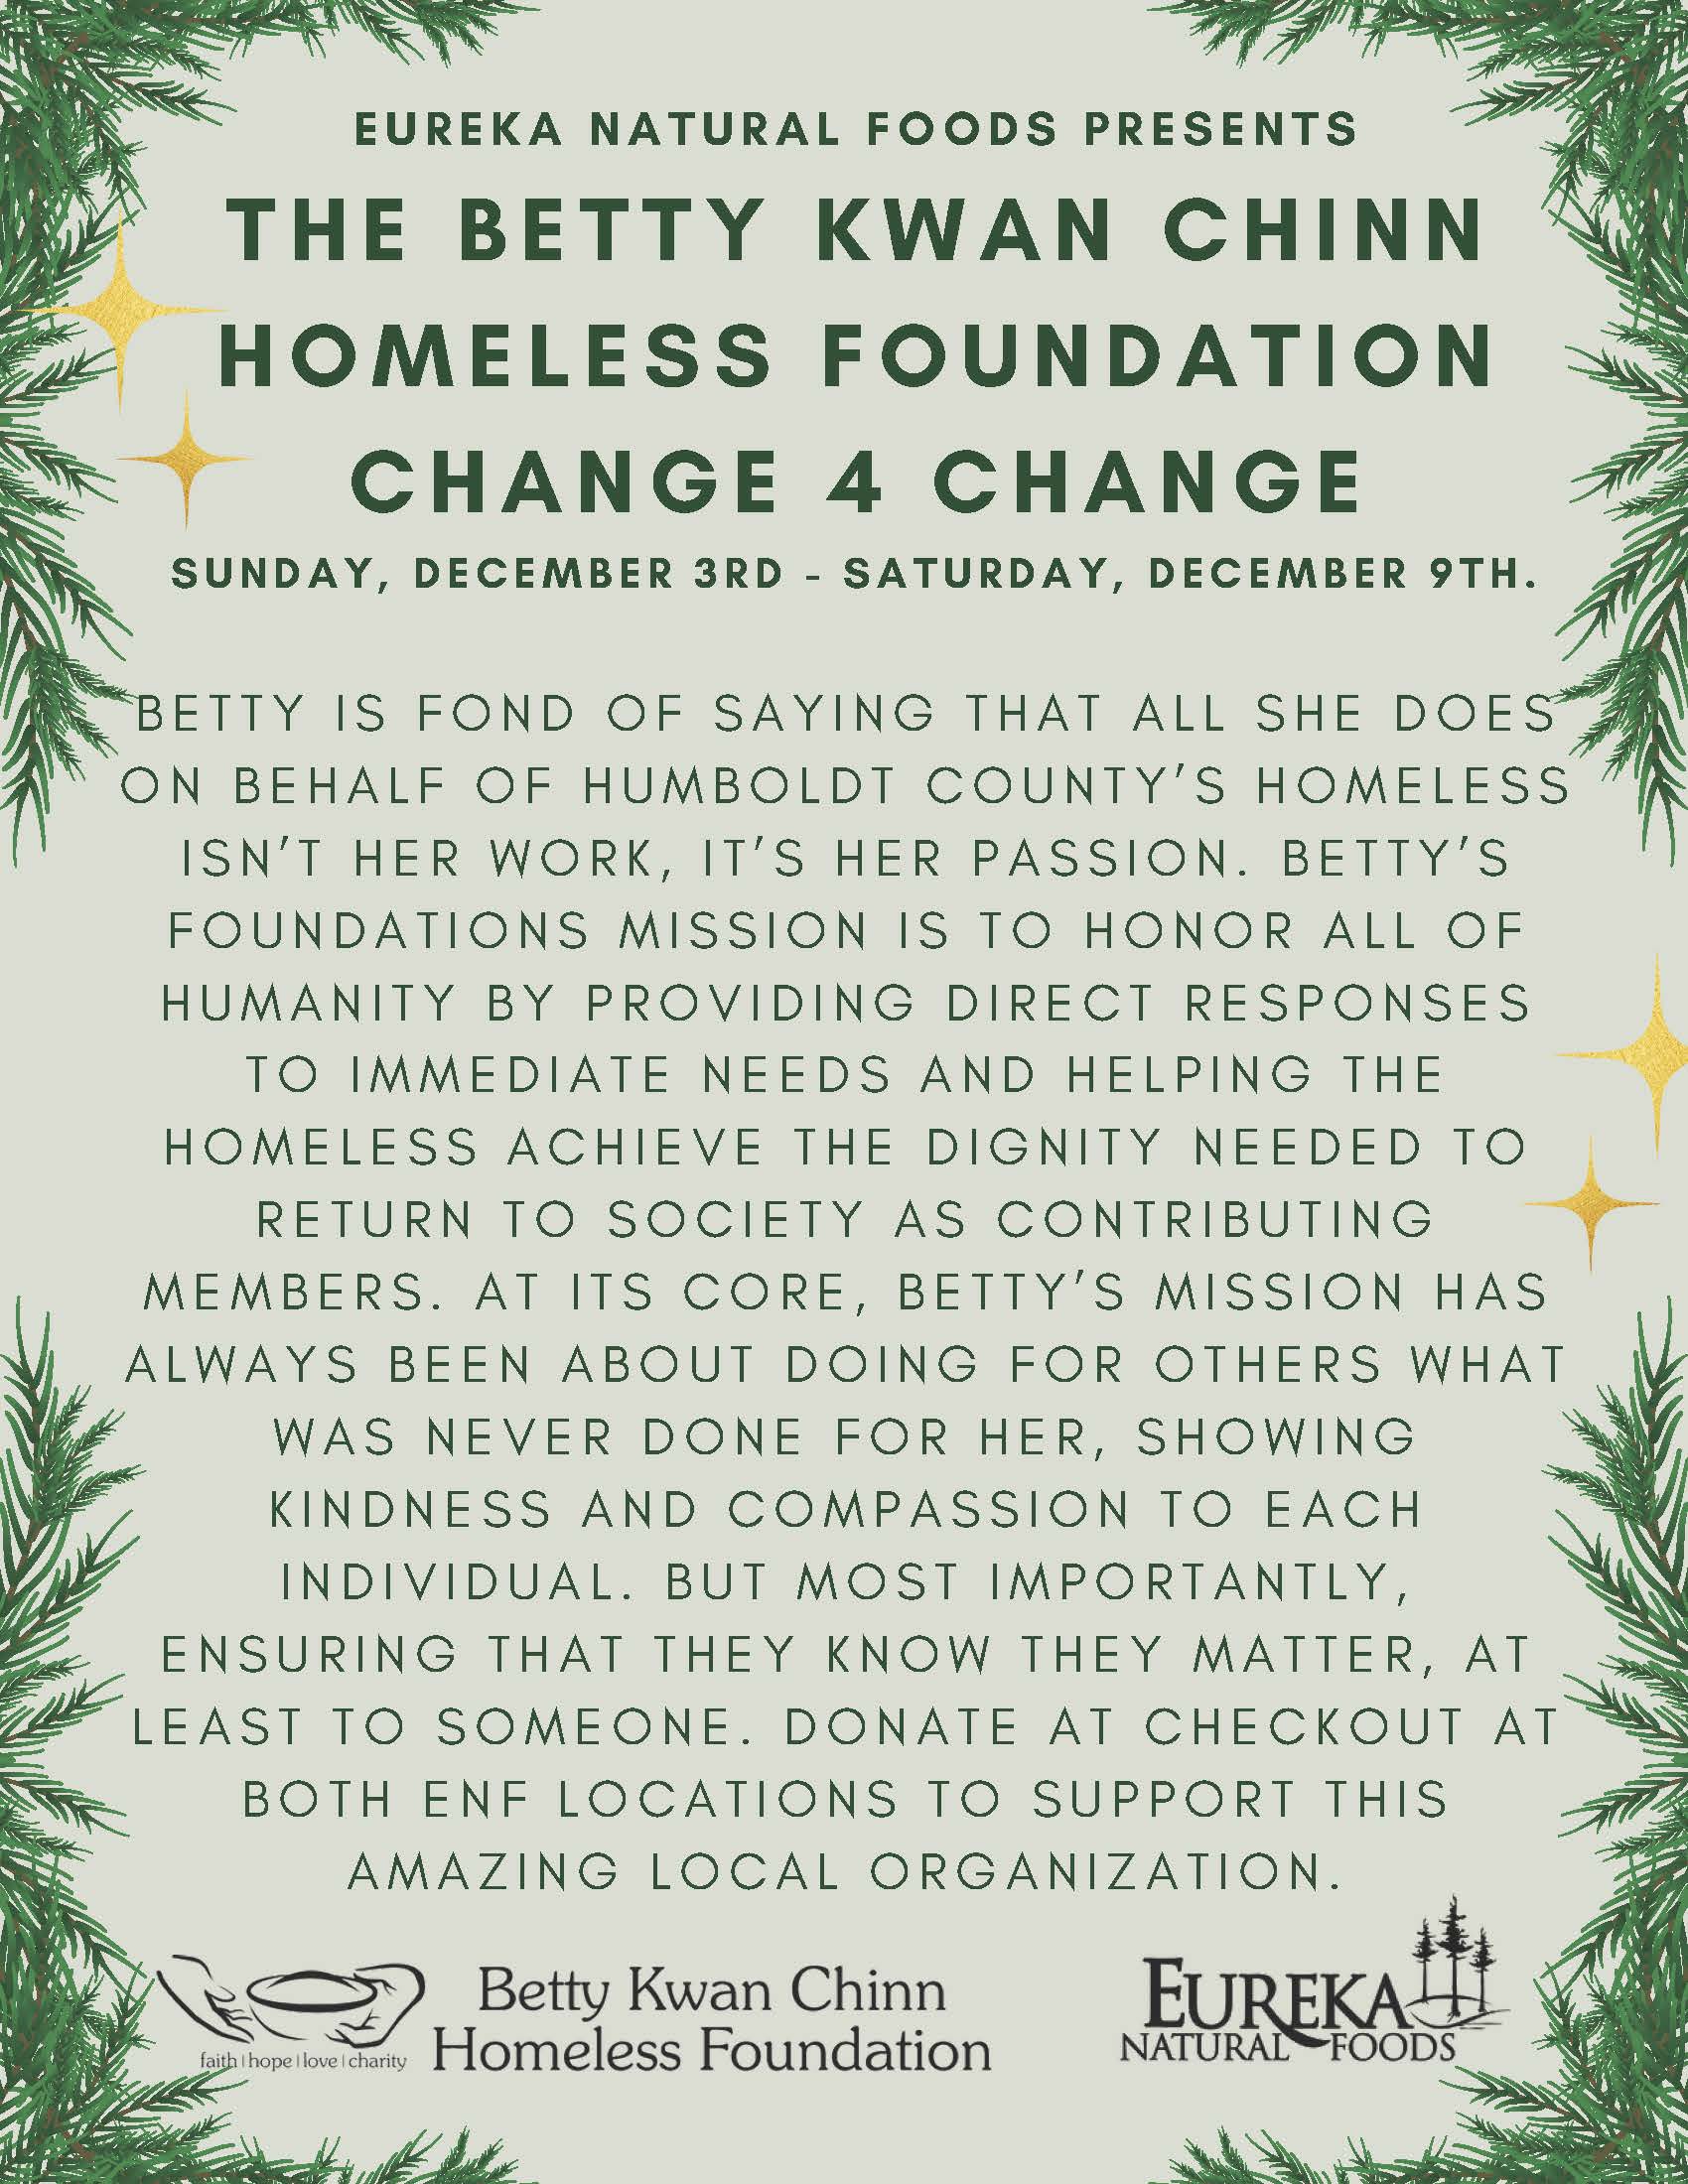 EUREKA NATURAL FOODS PRESENTS
THE BETTY KWAN CHINN
HOMELESS FOUNDATION
CHANGE 4 CHANGE
SUNDAY, DECEMBER 3RD - SATURDAY, DECEMBER 9TH.
BETTY IS FOND OF SAYING THAT ALL SHE DOES
ON BEHALF OF HUMBOLDT COUNTY'S HOMELESS
ISN'T HER WORK, IT'S HER PASSION. BETTY'S
FOUNDATIONS MISSION IS TO HONOR ALL OF
HUMANITY BY PROVIDING DIRECT RESPONSES
TO IMMEDIATE NEEDS AND HELPING THE
HOMELESS ACHIEVE THE DIGNITY NEEDED TO
RETURN TO SOCIETY AS CONTRIBUTING
MEMBERS. AT ITS CORE, BETTY'S MISSION HAS
ALWAYS BEEN ABOUT DOING FOR OTHERS WHAT
WAS NEVER DONE FOR HER, SHOWING
KINDNESS AND COMPASSION TO EACH
INDIVIDUAL. BUT MOST IMPORTANTLY,
ENSURING THAT THEY KNOW THEY MATTER, AT
LEAST TO SOMEONE. DONATE AT CHECKOUT AT
BOTH ENF LOCATIONS TO SUPPORT THIS
AMAZING LOCAL ORGANIZATION.
faith | hope | love | charity
Betty Kwan Chinn
Homeless Foundation
EUREKA
NATURAL FOODS